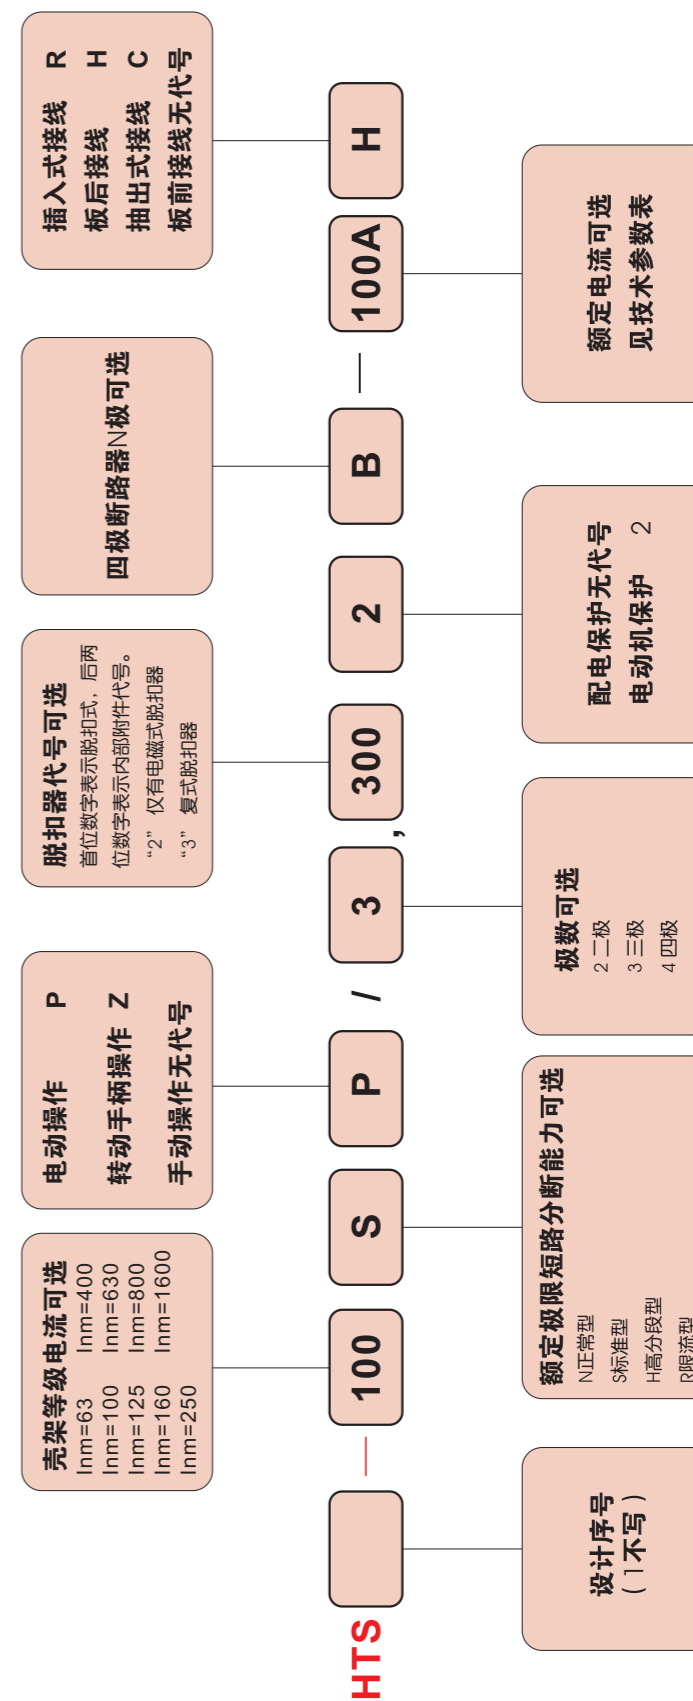 HTS
—
100
S
P
/
3
,
300
2
B
—
100A
H
壳架等级电流可选
Inm=63 Inm=400
Inm=100 Inm=630
Inm=125 Inm=800
Inm=160 Inm=1600
Inm=250
电动操作 P
转动手柄操作 Z
手动操作无代号
脱扣器代号可选
首位数字表示脱扣式，后两
位数字表示内部附件代号。
“2” 仅有电磁式脱扣器
“3” 复式脱扣器
四极断路器N极可选
插入式接线 R
板后接线 H
抽出式接线 C
板前接线无代号
设计序号
(1不写)
额定极限短路分断能力可选
N正常型
S标准型
H高分段型
R限流型
极数可选
2 二极
3 三极
4 四极
配电保护无代号
电动机保护 2
额定电流可选
见技术参数表